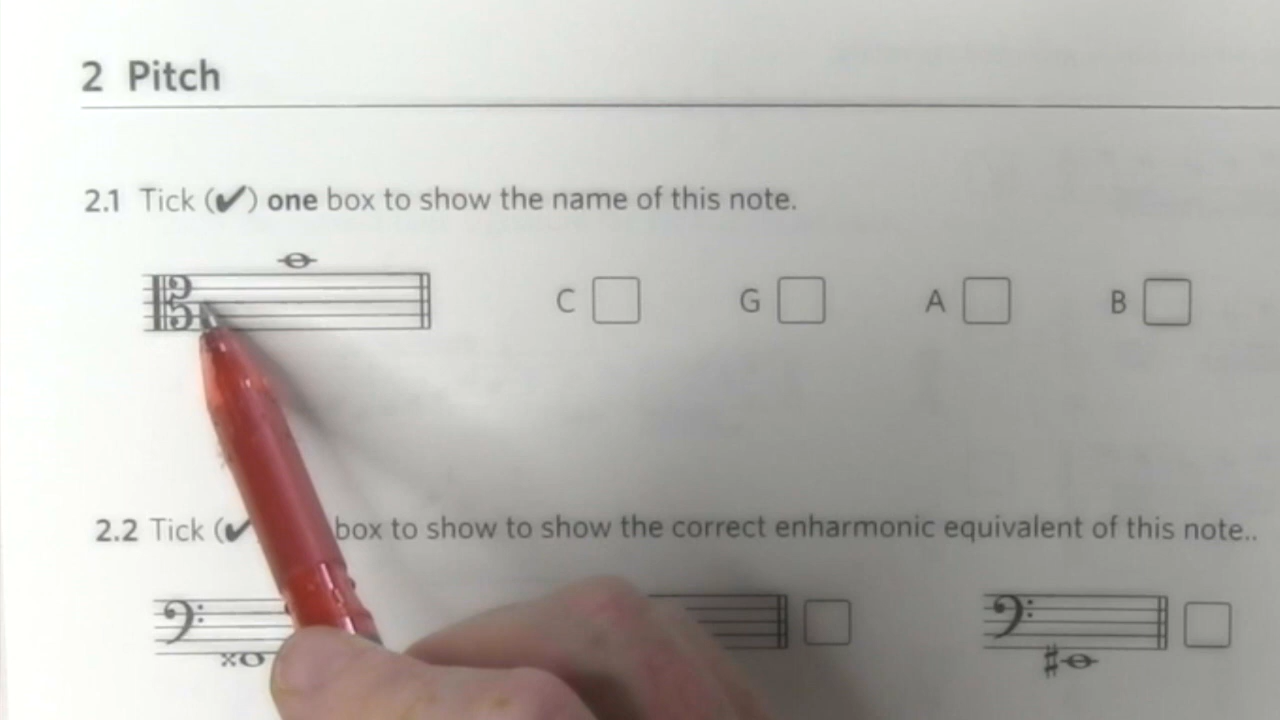 2 Pitch
2.1 Tick (✔) one box to show the name of this note.
C G A B
2.2 Tick (✔ box to show to show the correct enharmonic equivalent of this note..